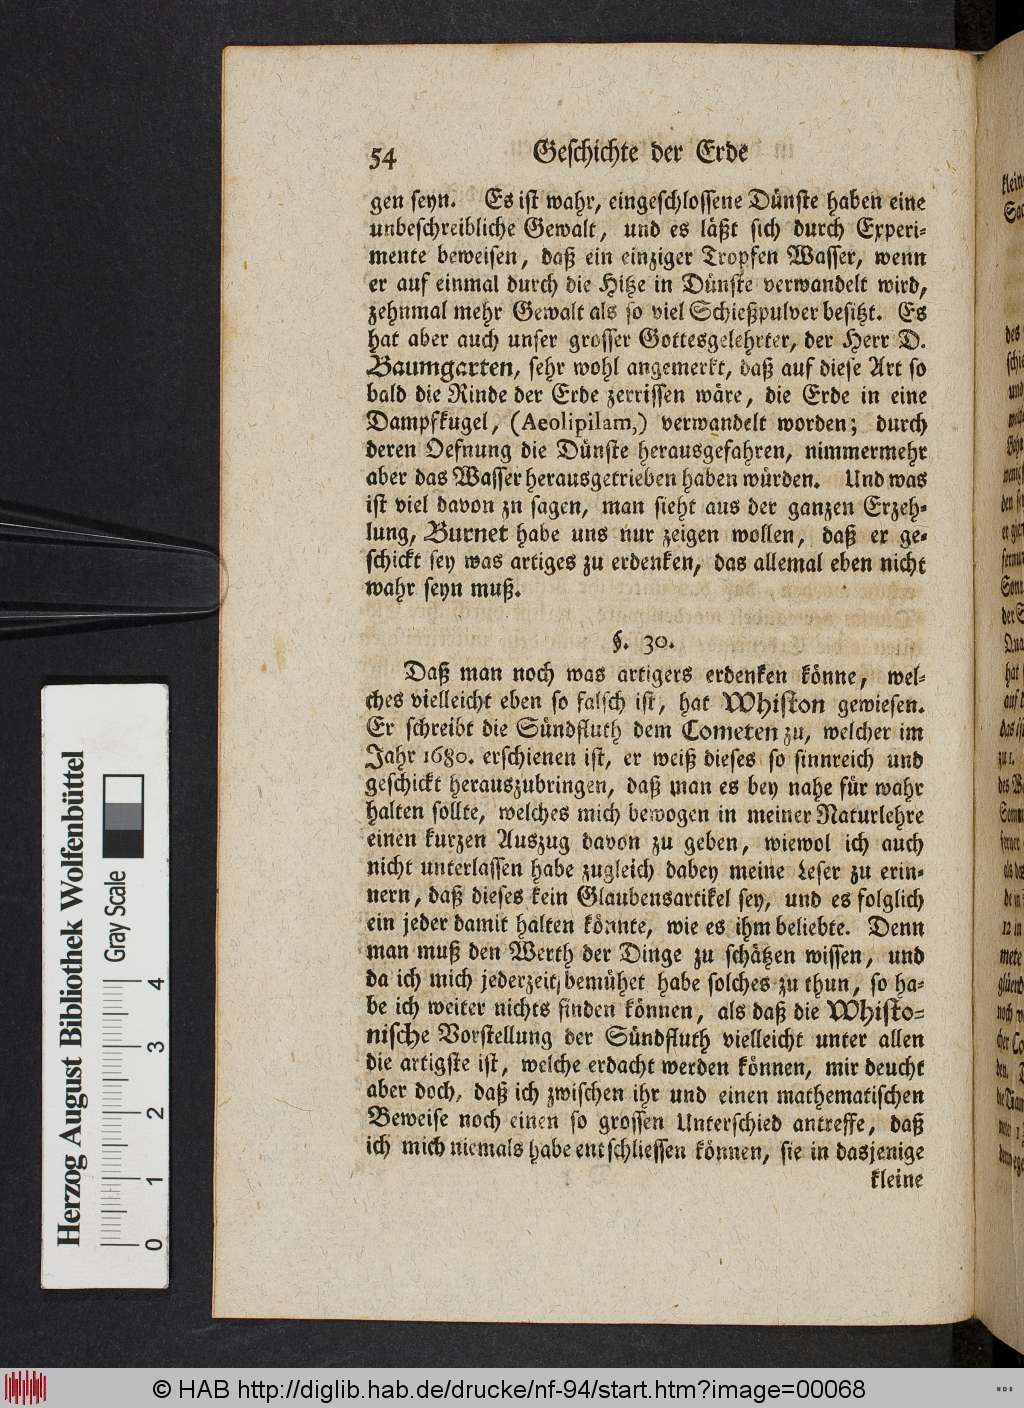 54 Geschichte der Erde
gen seyn. Es ist wahr, eingeschlossene Dünste haben eine
unbeschreibliche Gewalt, und es läßt sich durch Experi-
mente beweisen, daß ein einziger Tropfen Wasser, wenn
er auf einmal durch die Hitze in Dünste verwandelt wird,
zehnmal mehr Gewalt als so viel Schießpulver besitzt. Es
hat aber auch unser grosser Gottesgelehrter, der Herr D.
Baumgarten, sehr wohl angemerkt, daß auf diese Art so
bald die Rinde der Erde zerrissen wäre, die Erde in eine
Dampfkugel, (Aeolipilam,) verwandelt worden; durch
deren Oefnung die Dünste herausgefahren, nimmermehr
aber das Wasser herausgetrieben haben würden. Und was
ist viel davon zu sagen, man sieht aus der ganzen Erzeh-
lung, Burnet habe uns nur zeigen wollen, daß er ge-
schickt sey was artiges zu erdenken, das allemal eben nicht
wahr seyn muß.
§. 30.
Daß man noch was artigers erdenken könne, wel-
ches vielleicht eben so falsch ist, hat Whiston gewiesen.
Er schreibt die Sündfluth dem Cometen zu, welcher im
Jahr 1680. erschienen ist, er weiß dieses so sinnreich und
geschickt herauszubringen, daß man es bey nahe für wahr
halten sollte, welches mich bewogen in meiner Naturlehre
einen kurzen Auszug davon zu geben, wiewol ich auch
nicht unterlassen habe zugleich dabey meine Leser zu erin-
nern, daß dieses kein Glaubensartikel sey, und es folglich
ein jeder damit halten könnte, wie es ihm beliebte. Denn
man muß den Werth der Dinge zu schätzen wissen, und
da ich mich jederzeit bemühet habe solches zu thun, so ha-
be ich weiter nichts finden können, als daß die Whisto-
nische Vorstellung der Sündfluth vielleicht unter allen
die artigste ist, welche erdacht werden können, mir deucht
aber doch, daß ich zwischen ihr und einen mathematischen
Beweise noch einen so grossen Unterschied antreffe, daß
ich mich niemals habe entschliessen können, sie in dasjenige
kleine
Herzog August Bibliothek Wolfenbüttel
Gray Scale
0 1 2 3 4
© HAB http://diglib.hab.de/drucke/nf-94/start.htm?image=00068